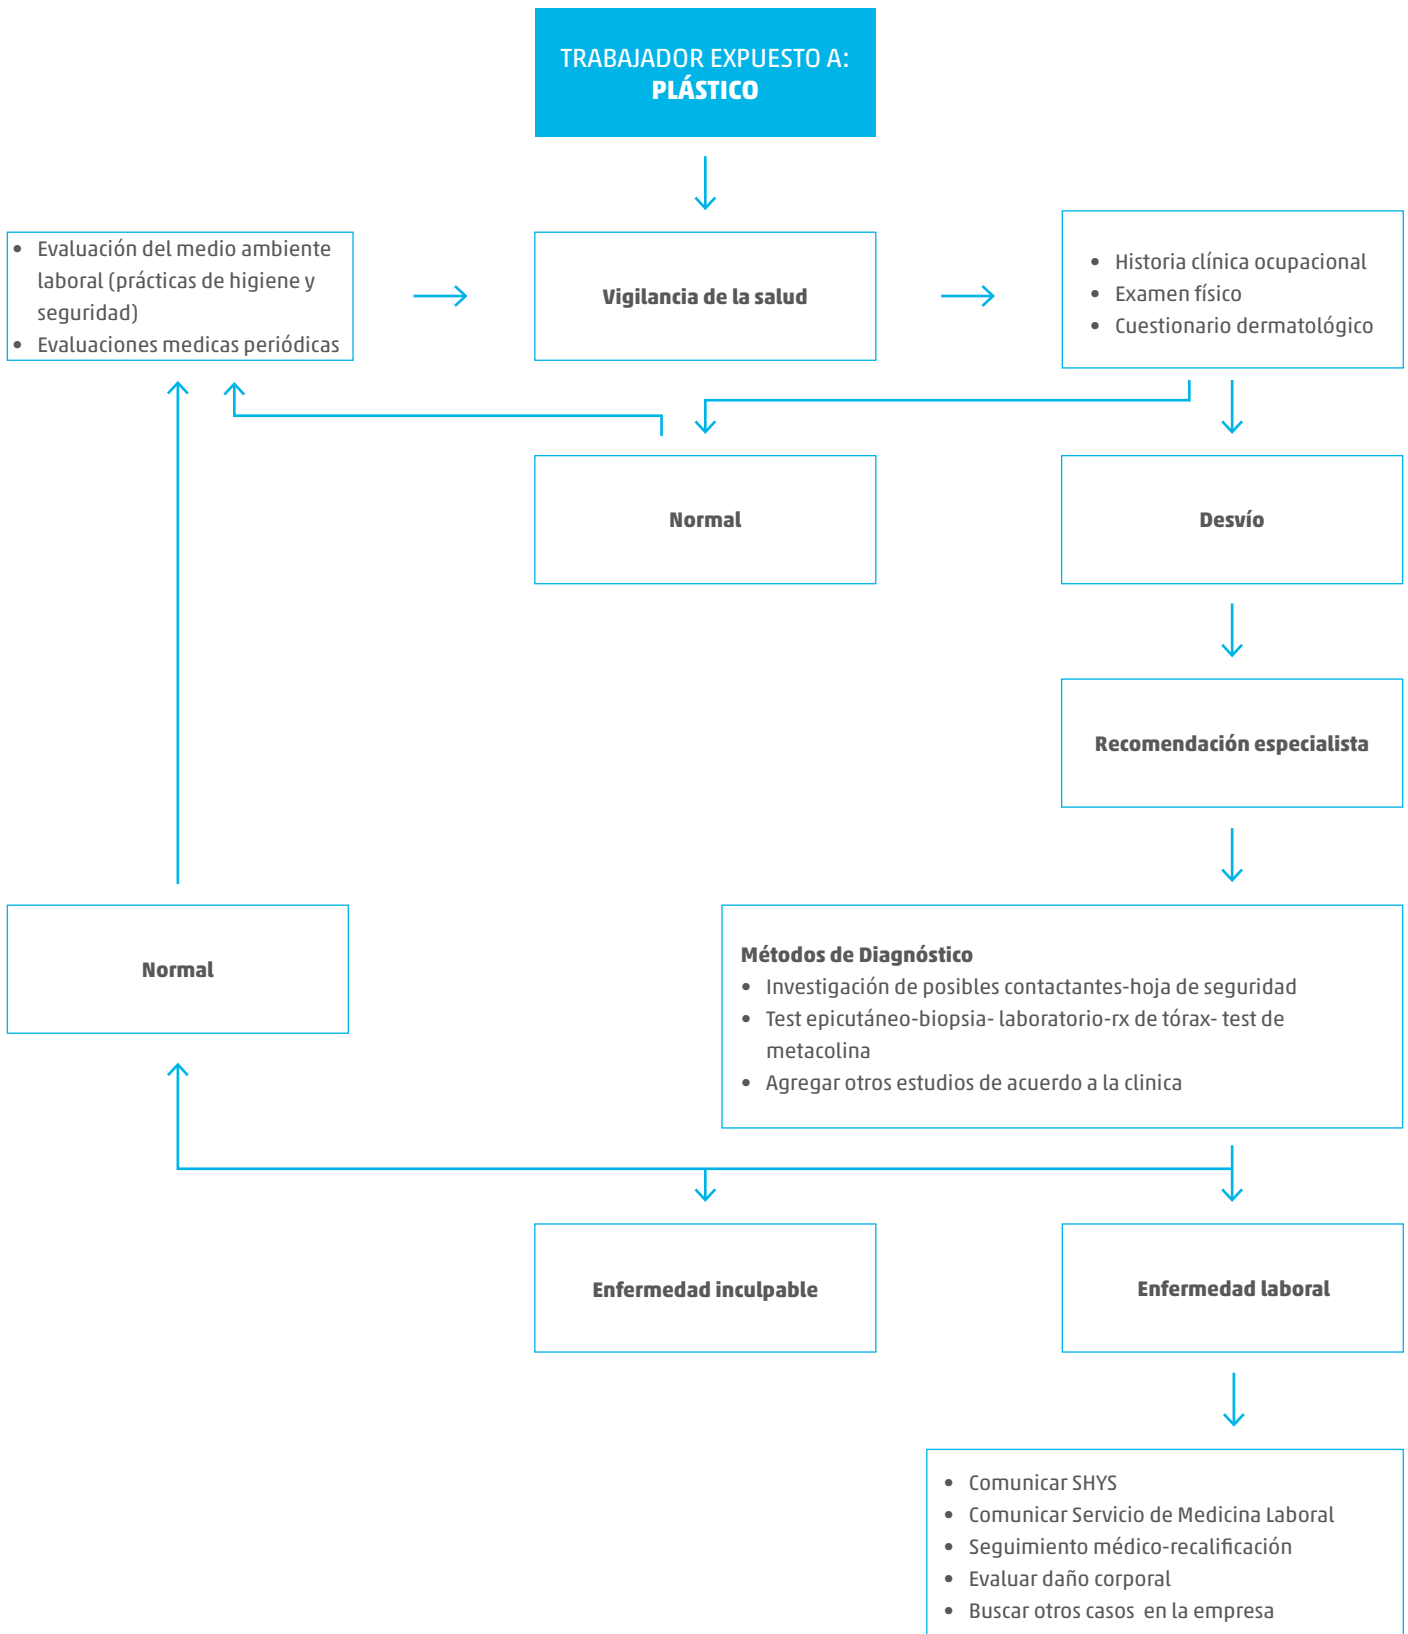 TRABAJADOR EXPUESTO A:
PLÁSTICO
• Evaluación del medio ambiente
laboral (prácticas de higiene y
seguridad)
• Evaluaciones medicas periódicas
Vigilancia de la salud
• Historia clínica ocupacional
• Examen físico
• Cuestionario dermatológico
Normal
Desvío
Recomendación especialista
Normal
Métodos de Diagnóstico
• Investigación de posibles contactantes-hoja de seguridad
• Test epicutáneo-biopsia- laboratorio-rx de tórax- test de
metacolina
• Agregar otros estudios de acuerdo a la clinica
Enfermedad inculpable
Enfermedad laboral
• Comunicar SHYS
• Comunicar Servicio de Medicina Laboral
• Seguimiento médico-recalificación
• Evaluar daño corporal
• Buscar otros casos en la empresa